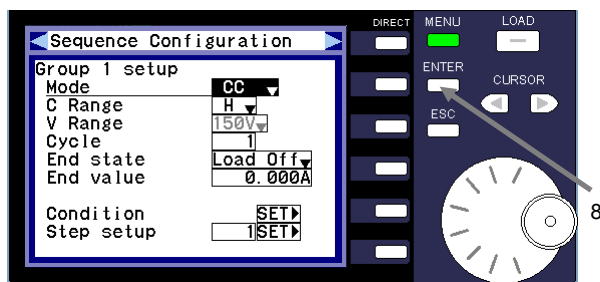 DIRECT MENU LOAD
Sequence Configuration
Group 1 setup
Mode CC
C Range H
V Range 150V
Cycle 1
End state Load Off
End value 0.000A
Condition SET
Step setup 1 SET
ENTER
CURSOR
ESC
8